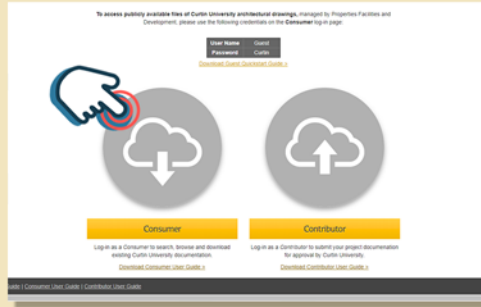 To access publicly available files of Curtin University architectural drawings, managed by Properties Facilities and
Development, please use the following credentials on the Consumer log-in page:
User Name Guest
Password Curtin
Download Guest Quickstart Guide »
Consumer
Contributor
Log-in as a Consumer to search, browse and download
existing Curtin University documentation.
Log-in as a Contributor to submit your project documentation
for approval by Curtin University.
Download Consumer User Guide »
Download Contributor User Guide »
Guide | Consumer User Guide | Contributor User Guide